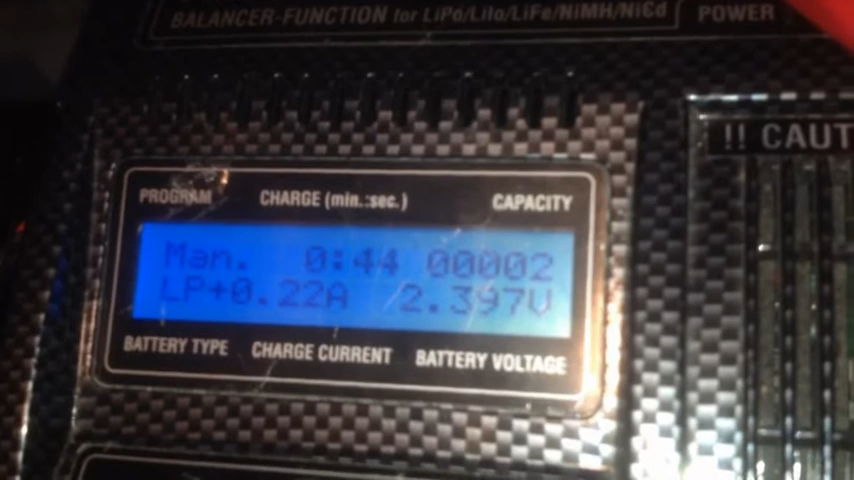 BALANCER-FUNCTION for LiPo/LiIo/LiFe/NiMH/NiCd
POWER
!! CAUT
PROGRAM CHARGE (min.:sec.) CAPACITY
Man. 0:44 00002
LP+0.22A 2.397V
BATTERY TYPE CHARGE CURRENT BATTERY VOLTAGE